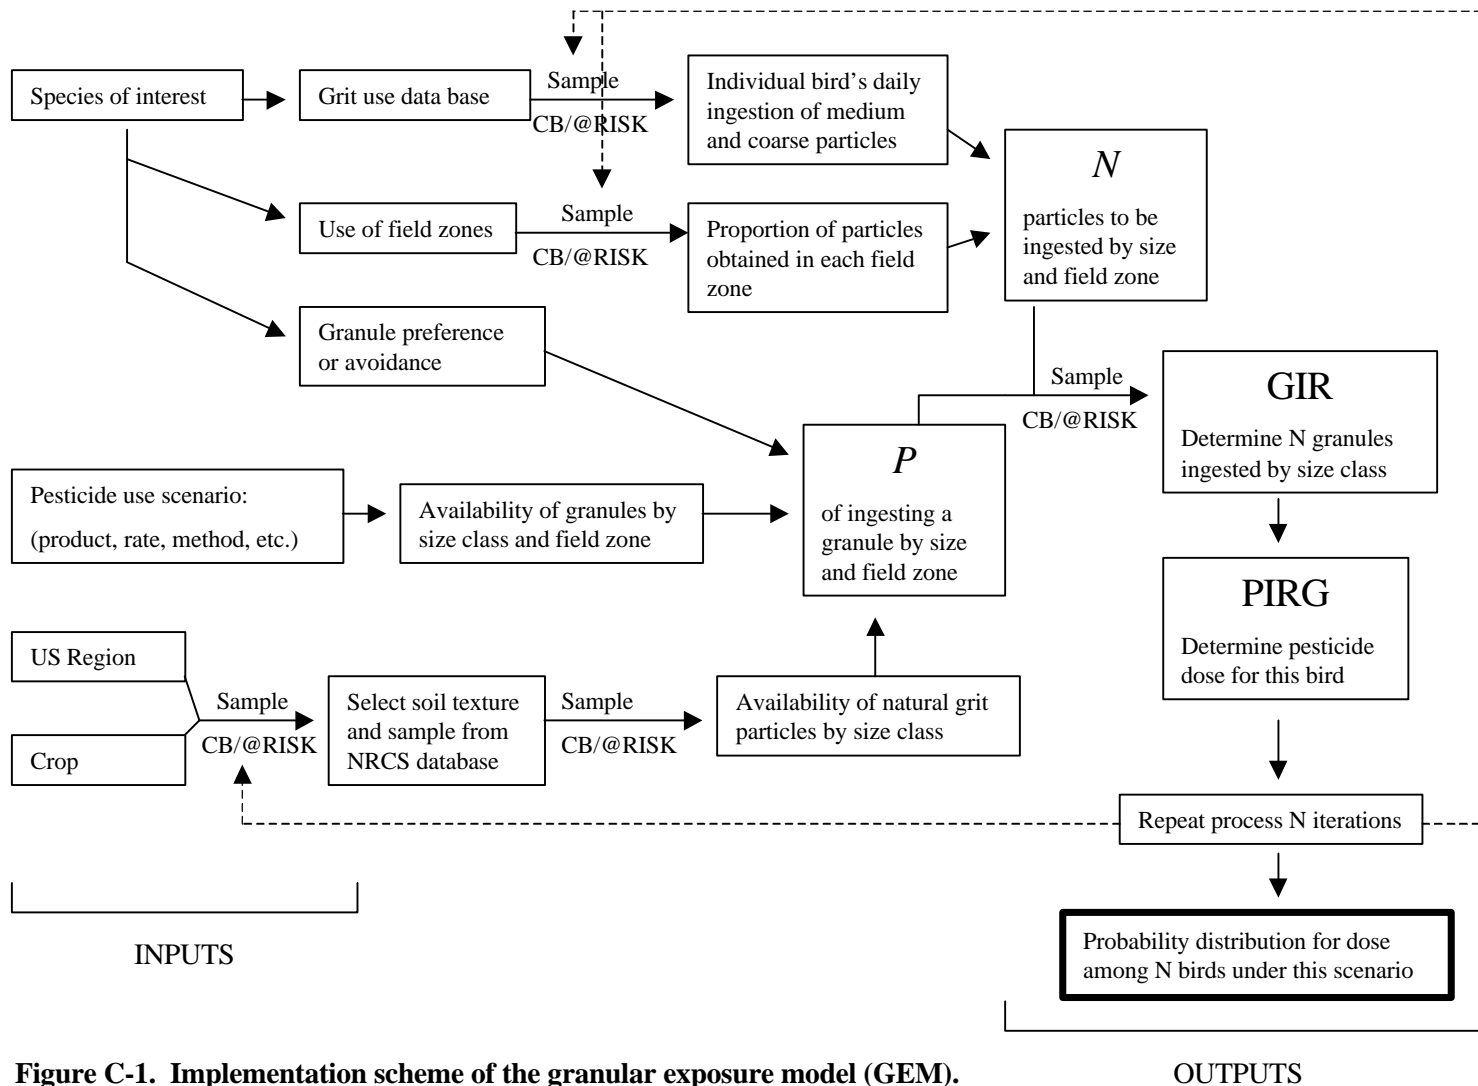 Species of interest
Grit use data base
Sample
CB/@RISK
Individual bird's daily
ingestion of medium
and coarse particles
N
particles to be
ingested by size
and field zone
Use of field zones
Sample
CB/@RISK
Proportion of particles
obtained in each field
zone
Granule preference
or avoidance
Sample
CB/@RISK
GIR
Determine N granules
ingested by size class
P
of ingesting a
granule by size
and field zone
Pesticide use scenario:
(product, rate, method, etc.)
Availability of granules by
size class and field zone
PIRG
Determine pesticide
dose for this bird
US Region
Crop
Sample
CB/@RISK
Select soil texture
and sample from
NRCS database
Sample
CB/@RISK
Availability of natural grit
particles by size class
Repeat process N iterations
INPUTS
Probability distribution for dose
among N birds under this scenario
Figure C-1.  Implementation scheme of the granular exposure model (GEM).
OUTPUTS